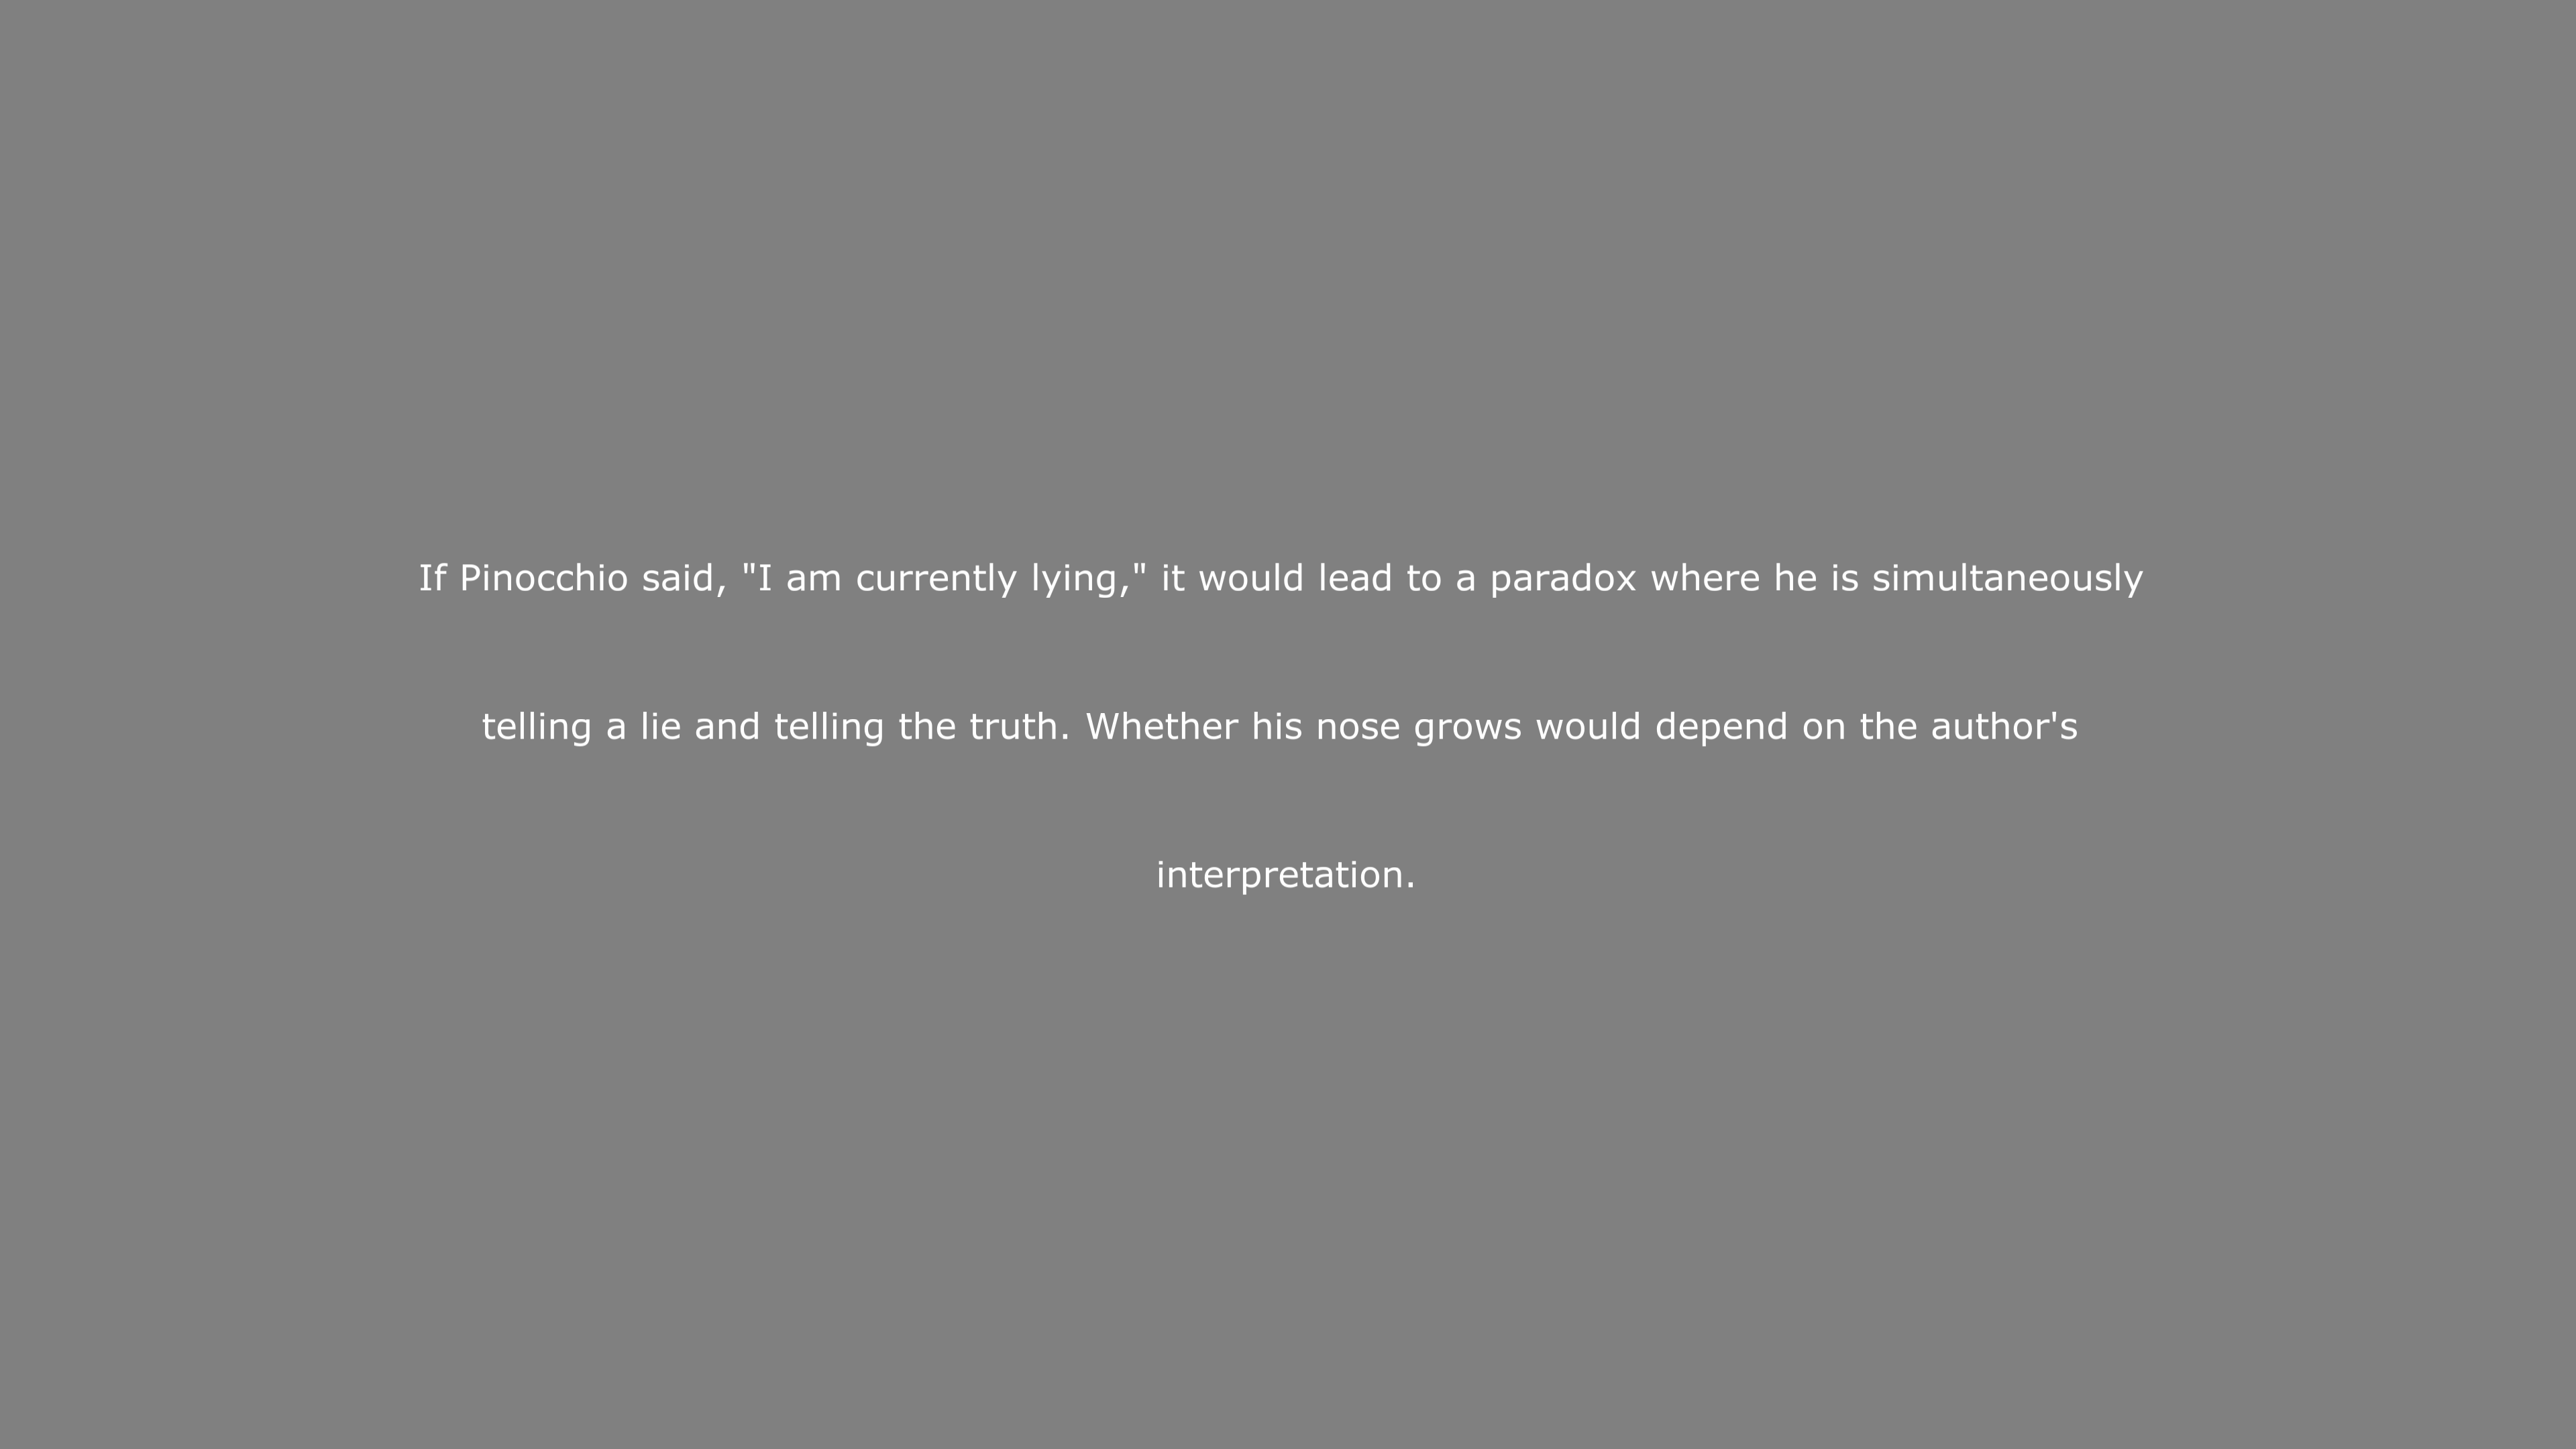 If Pinocchio said, "I am currently lying," it would lead to a paradox where he is simultaneously
telling a lie and telling the truth. Whether his nose grows would depend on the author's
interpretation.